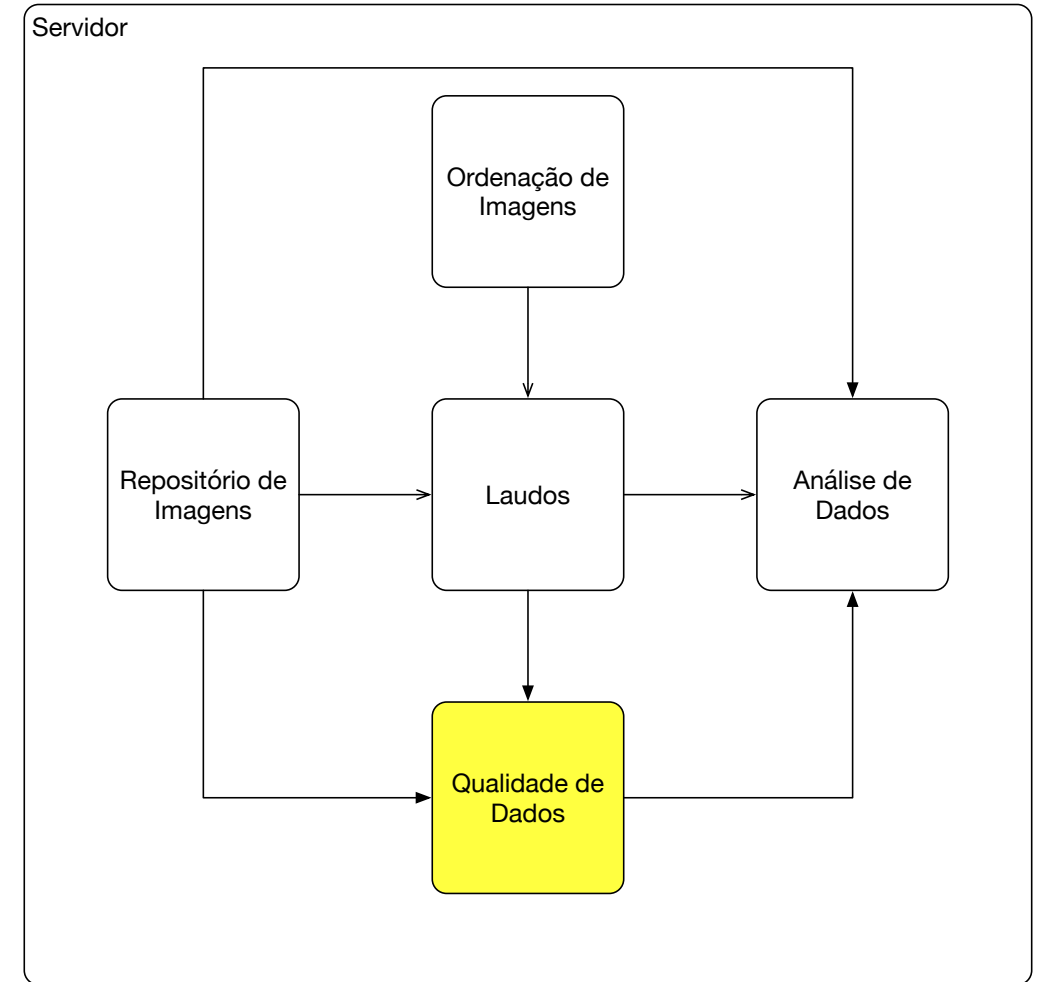 Servidor
Ordenação de
Imagens
Repositório de
Imagens
Laudos
Análise de
Dados
Qualidade de
Dados